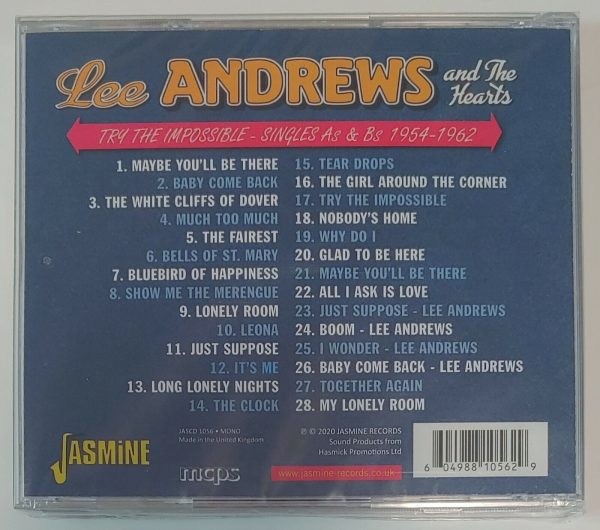 Lee ANDREWS and The Hearts
TRY THE IMPOSSIBLE - SINGLES As & Bs 1954-1962
1. MAYBE YOU'LL BE THERE
2. BABY COME BACK
3. THE WHITE CLIFFS OF DOVER
4. MUCH TOO MUCH
5. THE FAIREST
6. BELLS OF ST. MARY
7. BLUEBIRD OF HAPPINESS
8. SHOW ME THE MERENGUE
9. LONELY ROOM
10. LEONA
11. JUST SUPPOSE
12. IT'S ME
13. LONG LONELY NIGHTS
14. THE CLOCK
15. TEAR DROPS
16. THE GIRL AROUND THE CORNER
17. TRY THE IMPOSSIBLE
18. NOBODY'S HOME
19. WHY DO I
20. GLAD TO BE HERE
21. MAYBE YOU'LL BE THERE
22. ALL I ASK IS LOVE
23. JUST SUPPOSE - LEE ANDREWS
24. BOOM - LEE ANDREWS
25. I WONDER - LEE ANDREWS
26. BABY COME BACK - LEE ANDREWS
27. TOGETHER AGAIN
28. MY LONELY ROOM
JASMiNE
JASCD 1056 • MONO
Made in the United Kingdom
mcps
℗ © 2020 JASMINE RECORDS
Sound Products from
Hasmick Promotions Ltd
www.jasmine-records.co.uk
6 04988 10562 9